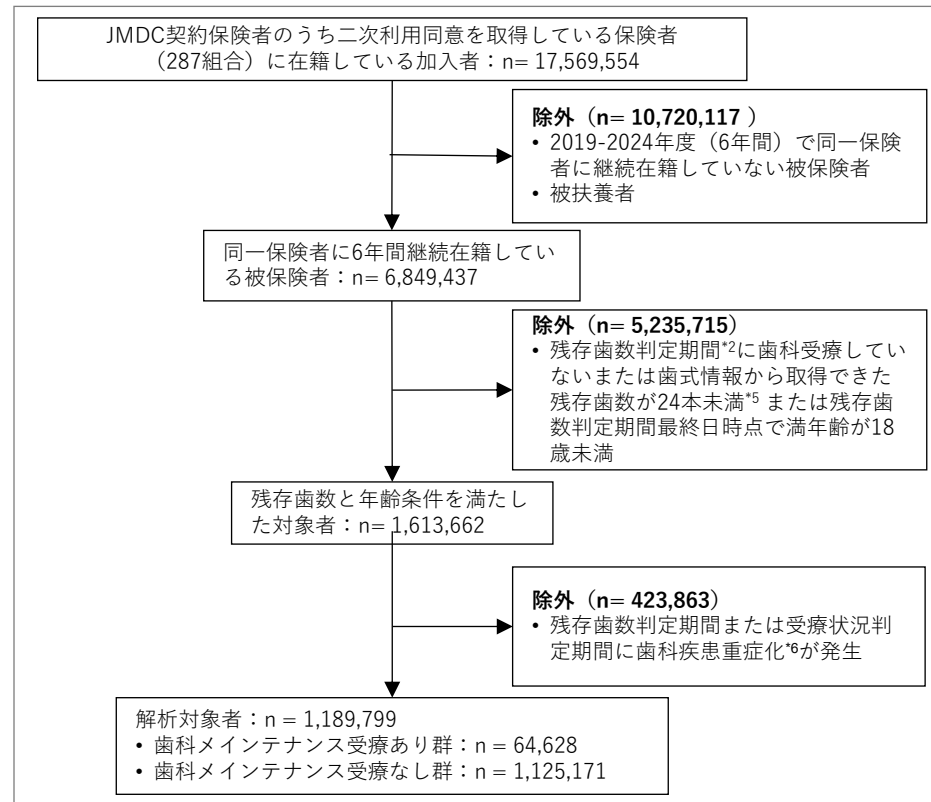 JMDC契約保険者のうち二次利用同意を取得している保険者
（287組合）に在籍している加入者：n= 17,569,554
除外（n= 10,720,117 ）
• 2019-2024年度（6年間）で同一保険
者に継続在籍していない被保険者
• 被扶養者
同一保険者に6年間継続在籍してい
る被保険者：n= 6,849,437
除外（n= 5,235,715）
• 残存歯数判定期間*2に歯科受療してい
ないまたは歯式情報から取得できた
残存歯数が24本未満*5 または残存歯
数判定期間最終日時点で満年齢が18
歳未満
残存歯数と年齢条件を満たし
た対象者：n= 1,613,662
除外（n= 423,863）
• 残存歯数判定期間または受療状況判
定期間に歯科疾患重症化*6が発生
解析対象者：n = 1,189,799
• 歯科メインテナンス受療あり群：n = 64,628
• 歯科メインテナンス受療なし群：n = 1,125,171